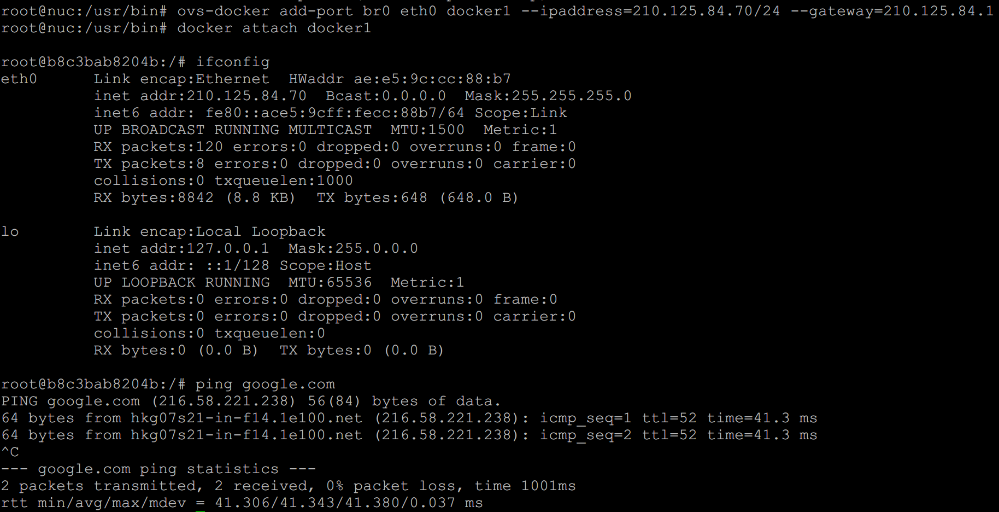 root@nuc:/usr/bin# ovs-docker add-port br0 eth0 docker1 --ipaddress=210.125.84.70/24 --gateway=210.125.84.1
root@nuc:/usr/bin# docker attach docker1
root@b8c3bab8204b:/# ifconfig
eth0      Link encap:Ethernet  HWaddr ae:e5:9c:cc:88:b7
          inet addr:210.125.84.70  Bcast:0.0.0.0  Mask:255.255.255.0
          inet6 addr: fe80::ace5:9cff:fecc:88b7/64 Scope:Link
          UP BROADCAST RUNNING MULTICAST  MTU:1500  Metric:1
          RX packets:120 errors:0 dropped:0 overruns:0 frame:0
          TX packets:8 errors:0 dropped:0 overruns:0 carrier:0
          collisions:0 txqueuelen:1000
          RX bytes:8842 (8.8 KB)  TX bytes:648 (648.0 B)
lo        Link encap:Local Loopback
          inet addr:127.0.0.1  Mask:255.0.0.0
          inet6 addr: ::1/128 Scope:Host
          UP LOOPBACK RUNNING  MTU:65536  Metric:1
          RX packets:0 errors:0 dropped:0 overruns:0 frame:0
          TX packets:0 errors:0 dropped:0 overruns:0 carrier:0
          collisions:0 txqueuelen:0
          RX bytes:0 (0.0 B)  TX bytes:0 (0.0 B)
root@b8c3bab8204b:/# ping google.com
PING google.com (216.58.221.238) 56(84) bytes of data.
64 bytes from hkg07s21-in-f14.1e100.net (216.58.221.238): icmp_seq=1 ttl=52 time=41.3 ms
64 bytes from hkg07s21-in-f14.1e100.net (216.58.221.238): icmp_seq=2 ttl=52 time=41.3 ms
^C
--- google.com ping statistics ---
2 packets transmitted, 2 received, 0% packet loss, time 1001ms
rtt min/avg/max/mdev = 41.306/41.343/41.380/0.037 ms